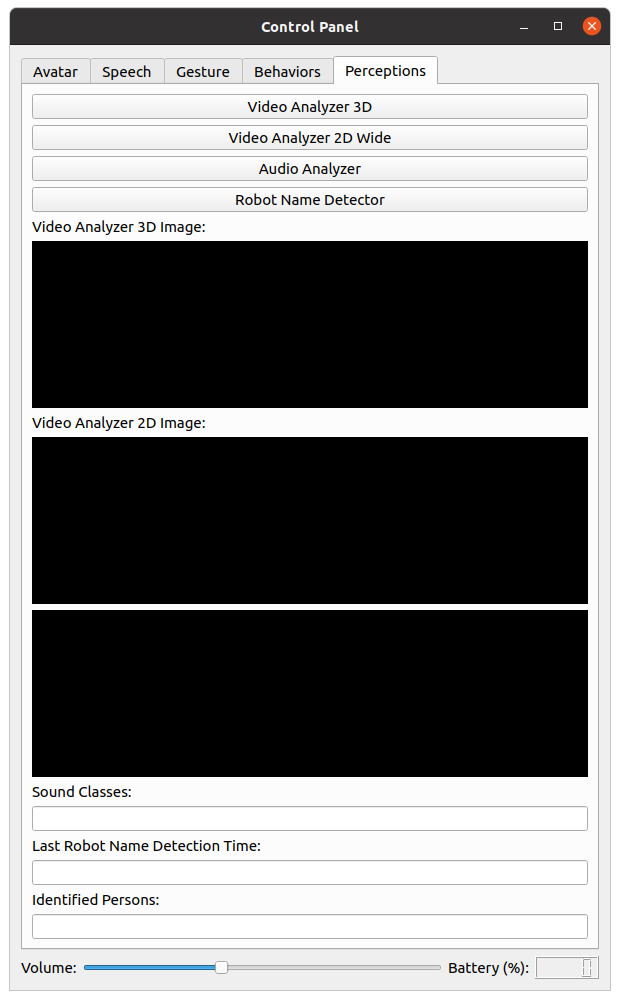 Control Panel
Avatar Speech Gesture Behaviors Perceptions
Video Analyzer 3D
Video Analyzer 2D Wide
Audio Analyzer
Robot Name Detector
Video Analyzer 3D Image:
Video Analyzer 2D Image:
Sound Classes:
Last Robot Name Detection Time:
Identified Persons:
Volume: Battery (%): 0